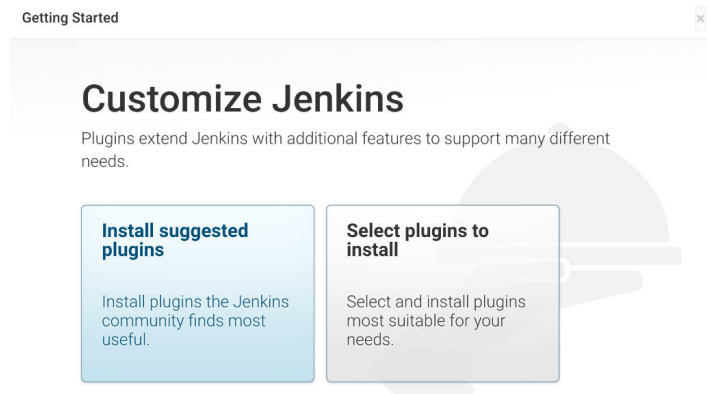 Getting Started
×
Customize Jenkins
Plugins extend Jenkins with additional features to support many different
needs.
Install suggested
plugins
Install plugins the Jenkins
community finds most
useful.
Select plugins to
install
Select and install plugins
most suitable for your
needs.